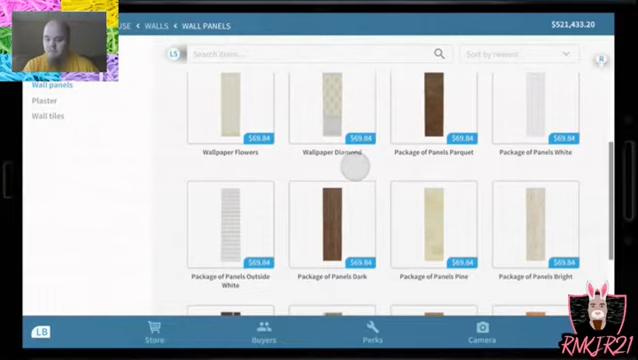 USE < WALLS < WALL PANELS
$521,433.20
LS
Search items...
Sort by newest
R
Wall panels
Plaster
Wall tiles
$69.84
$69.84
$69.84
$69.84
Wallpaper Flowers
Wallpaper Diamond
Package of Panels Parquet
Package of Panels White
$69.84
$69.84
$69.84
$69.84
Package of Panels Outside White
Package of Panels Dark
Package of Panels Pine
Package of Panels Bright
LB
Store
Buyers
Perks
Camera
RNKJR21